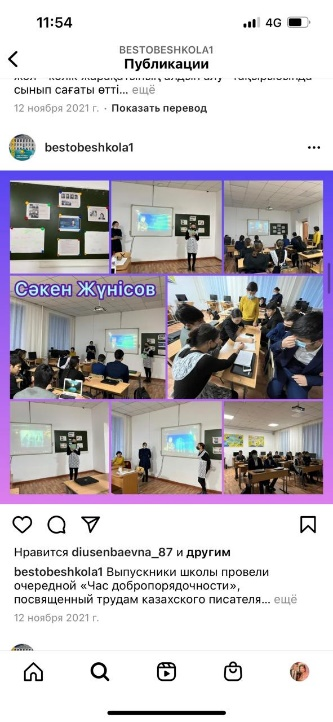 11:54
4G
BESTOBESHKOLA1
Публикации
жол - көлік жарақатының алдын алу" тақырыбында
сынып сағаты өтті... ещё
12 ноября 2021 г. · Показать перевод
bestobeshkola1
Сәкен Жүнісов
Нравится diusenbaevna_87 и другим
bestobeshkola1 Выпускники школы провели
очередной «Час добропорядочности»,
посвященный трудам казахского писателя... ещё
12 ноября 2021 г.